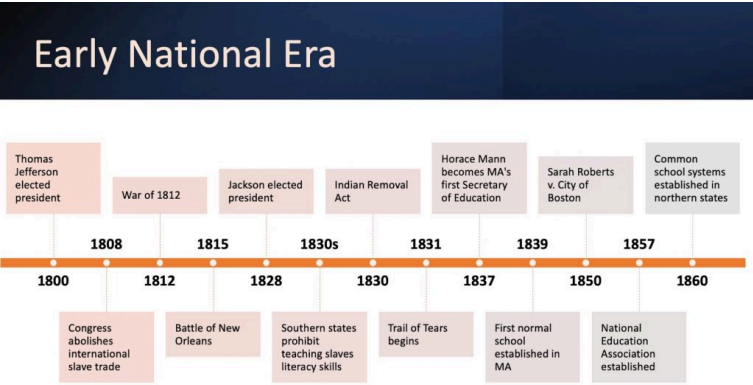 Early National Era
Thomas
Jefferson
elected
president
War of 1812
Jackson elected
president
Indian Removal
Act
Horace Mann
becomes MA's
first Secretary
of Education
Sarah Roberts
v. City of
Boston
Common
school systems
established in
northern states
1808
1815
1830s
1831
1839
1857
1800
1812
1828
1830
1837
1850
1860
Congress
abolishes
international
slave trade
Battle of New
Orleans
Southern states
prohibit
teaching slaves
literacy skills
Trail of Tears
begins
First normal
school
established in
MA
National
Education
Association
established